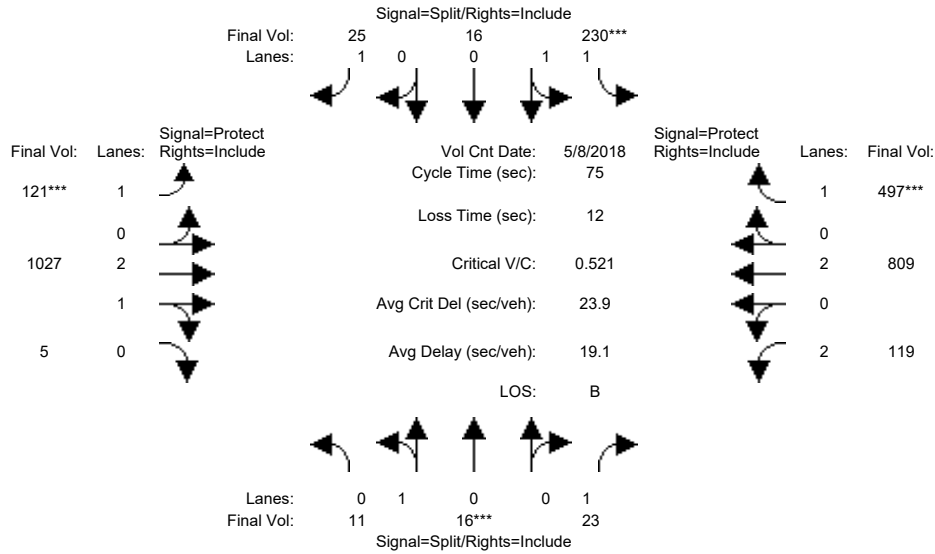 Signal=Split/Rights=Include
Final Vol: 25 16 230***
Lanes: 1 0 0 1 1
Signal=Protect Signal=Protect
Final Vol: Lanes: Rights=Include Vol Cnt Date: 5/8/2018 Rights=Include Lanes: Final Vol:
Cycle Time (sec): 75
121*** 1 1 497***
Loss Time (sec): 12
0 0
1027 2 Critical V/C: 0.521 2 809
1 Avg Crit Del (sec/veh): 23.9 0
5 0 Avg Delay (sec/veh): 19.1 2 119
LOS: B
Lanes: 0 1 0 0 1
Final Vol: 11 16*** 23
Signal=Split/Rights=Include